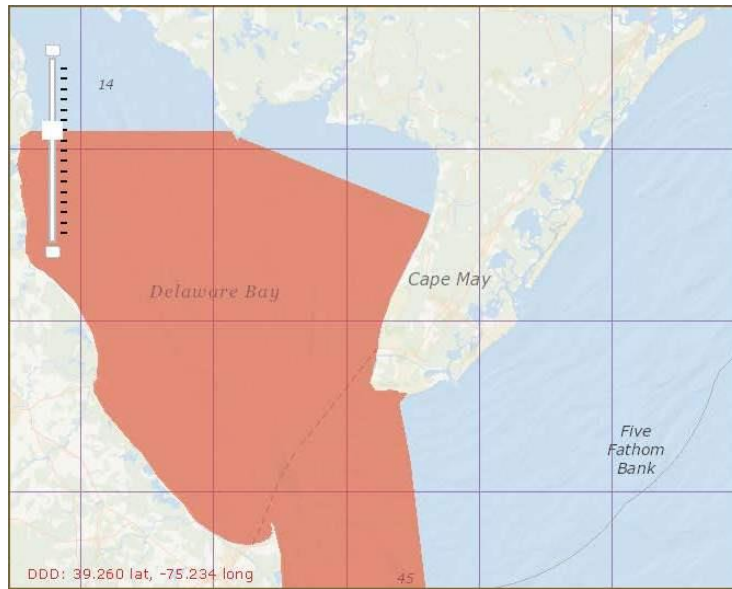 14
Delaware Bay
Cape May
Five
Fathom
Bank
DDD: 39.260 lat, -75.234 long
45